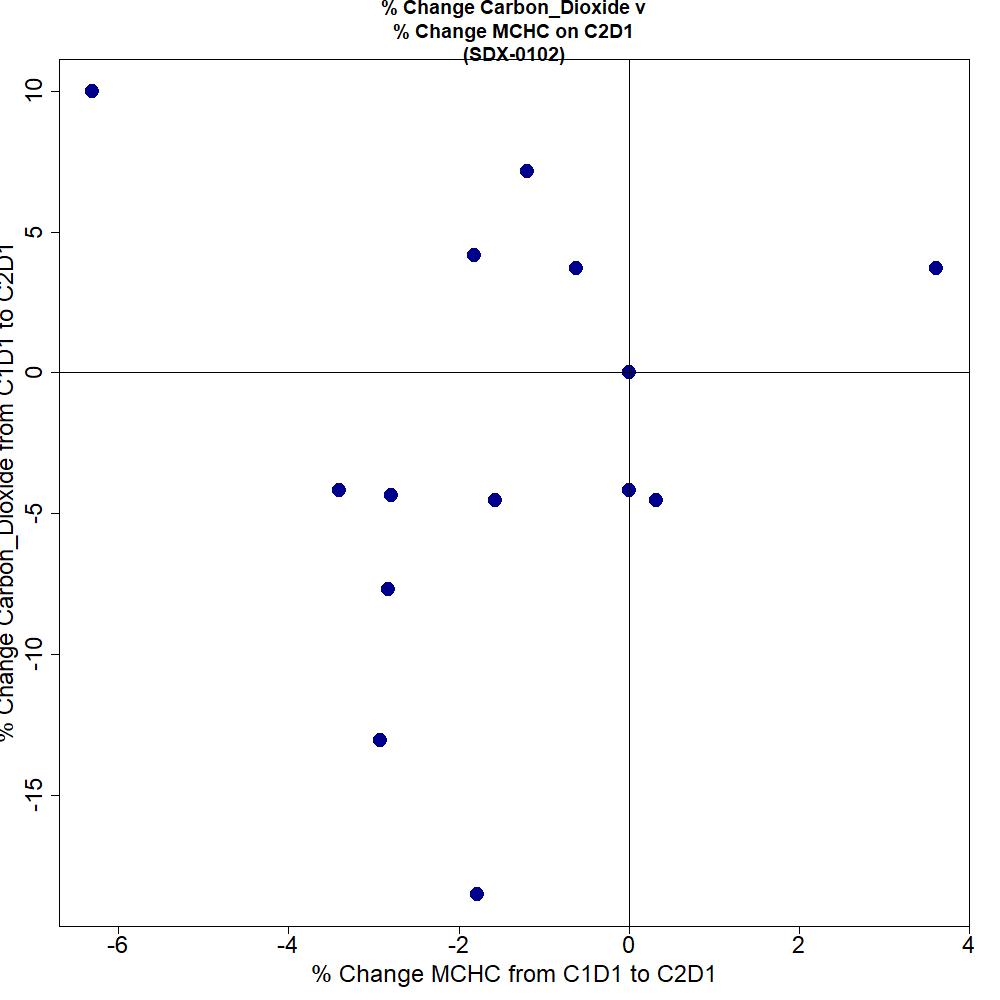 % Change Carbon_Dioxide v
% Change MCHC on C2D1
(SDX-0102)
% Change Carbon_Dioxide from C1D1 to C2D1
10
5
0
-5
-10
-15
-6
-4
-2
0
2
4
% Change MCHC from C1D1 to C2D1